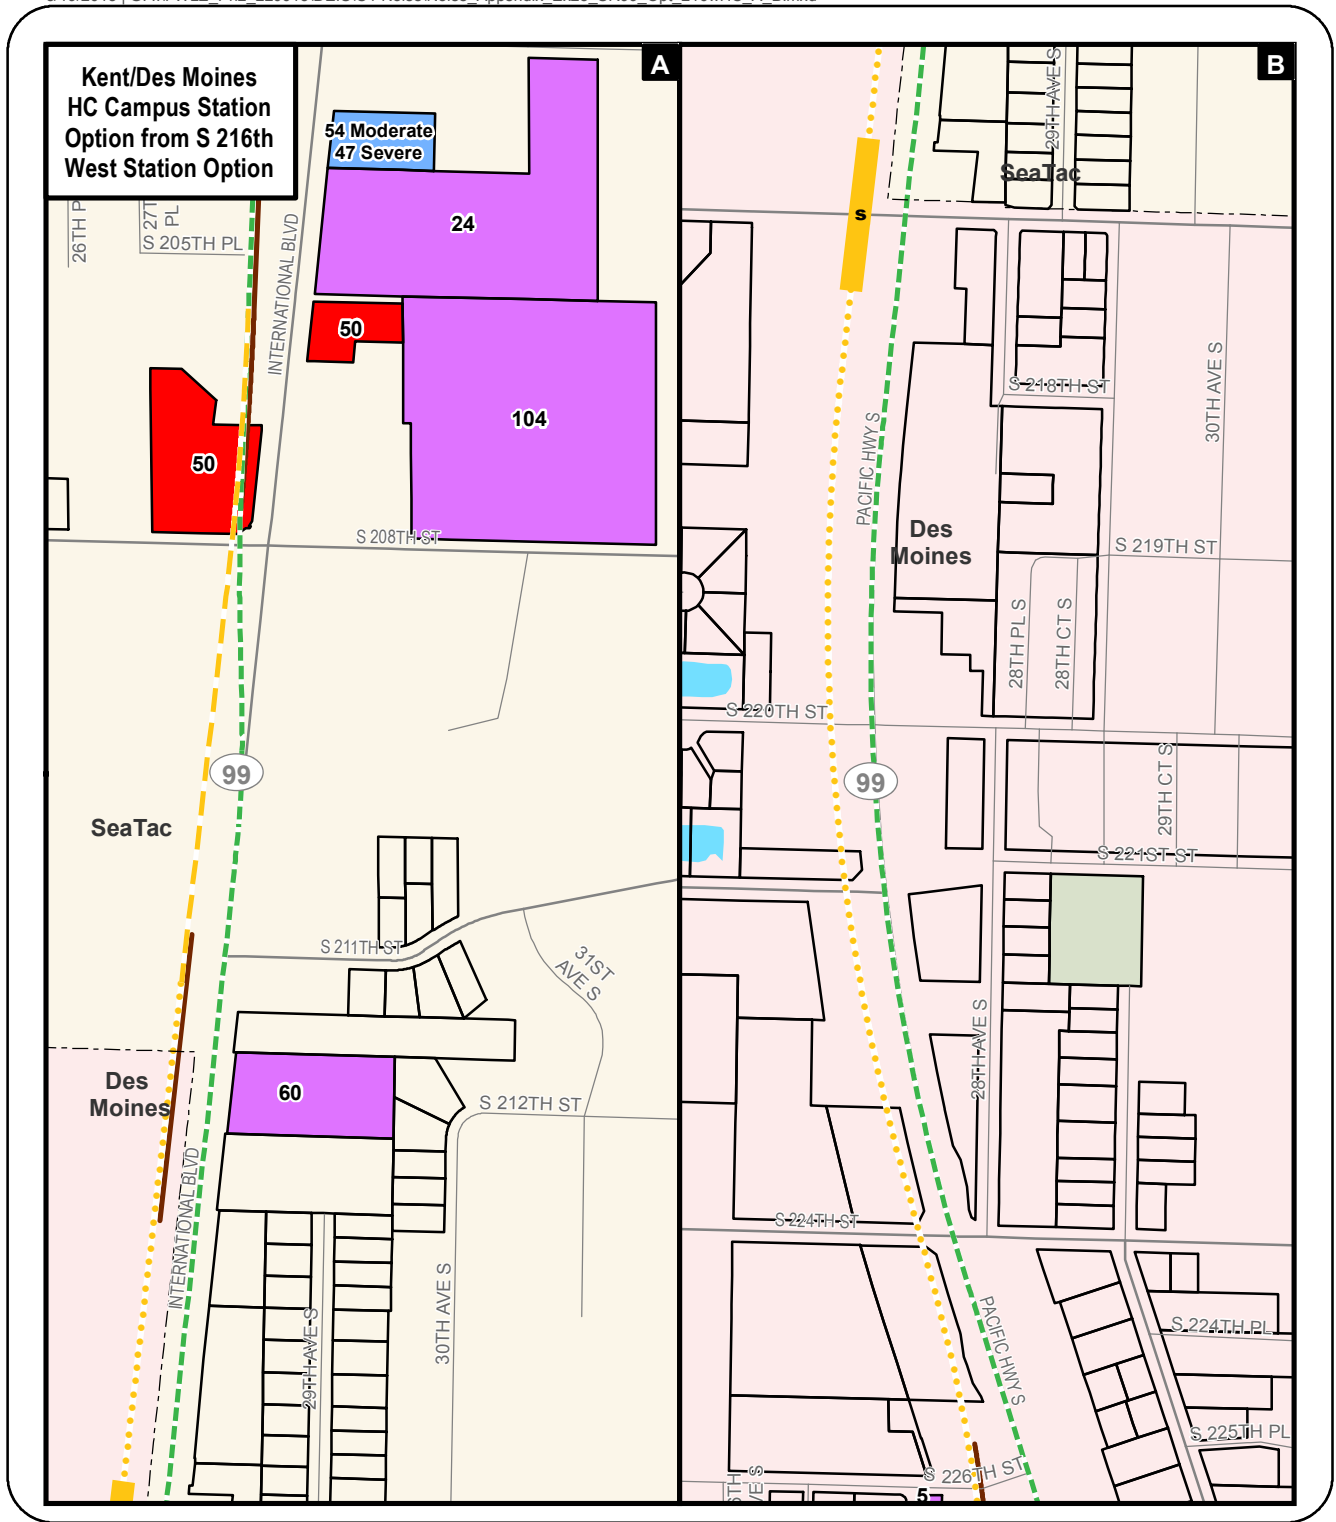 Kent/Des Moines
HC Campus Station
Option from S 216th
West Station Option
A
54 Moderate
47 Severe
24
50
104
50
26TH P
27T
PL
S 205TH PL
INTERNATIONAL BLVD
S 208TH ST
99
SeaTac
S 211TH ST
31ST
AVE S
Des
Moines
60
S 212TH ST
INTERNATIONAL BLVD
29TH AVE S
30TH AVE S
B
29TH AVE S
SeaTac
s
S 218TH ST
30TH AVE S
PACIFIC HWY S
Des
Moines
S 219TH ST
28TH PL S
28TH CT S
S 220TH ST
99
29TH CT S
S 221ST ST
28TH AVE S
S 224TH ST
PACIFIC HWY S
S 224TH PL
S 225TH PL
S 226TH ST
5TH
VE S
5